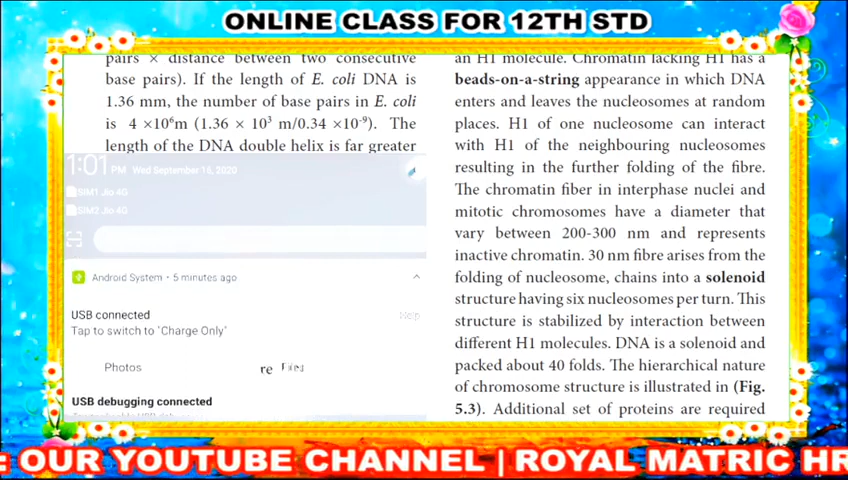 ONLINE CLASS FOR 12TH STD
pairs × distance between two consecutive
base pairs). If the length of E. coli DNA is
1.36 mm, the number of base pairs in E. coli
is 4 ×10⁶m (1.36 × 10³ m/0.34 ×10⁻⁹). The
length of the DNA double helix is far greater
1:01 PM Wed September 16, 2020
SIM1 Jio 4G
SIM2 Jio 4G
Android System • 5 minutes ago
USB connected
Help
Tap to switch to 'Charge Only'
Photos
re
USB debugging connected
an H1 molecule. Chromatin lacking H1 has a
beads-on-a-string appearance in which DNA
enters and leaves the nucleosomes at random
places. H1 of one nucleosome can interact
with H1 of the neighbouring nucleosomes
resulting in the further folding of the fibre.
The chromatin fiber in interphase nuclei and
mitotic chromosomes have a diameter that
vary between 200-300 nm and represents
inactive chromatin. 30 nm fibre arises from the
folding of nucleosome, chains into a solenoid
structure having six nucleosomes per turn. This
structure is stabilized by interaction between
different H1 molecules. DNA is a solenoid and
packed about 40 folds. The hierarchical nature
of chromosome structure is illustrated in (Fig.
5.3). Additional set of proteins are required
: OUR YOUTUBE CHANNEL | ROYAL MATRIC HR